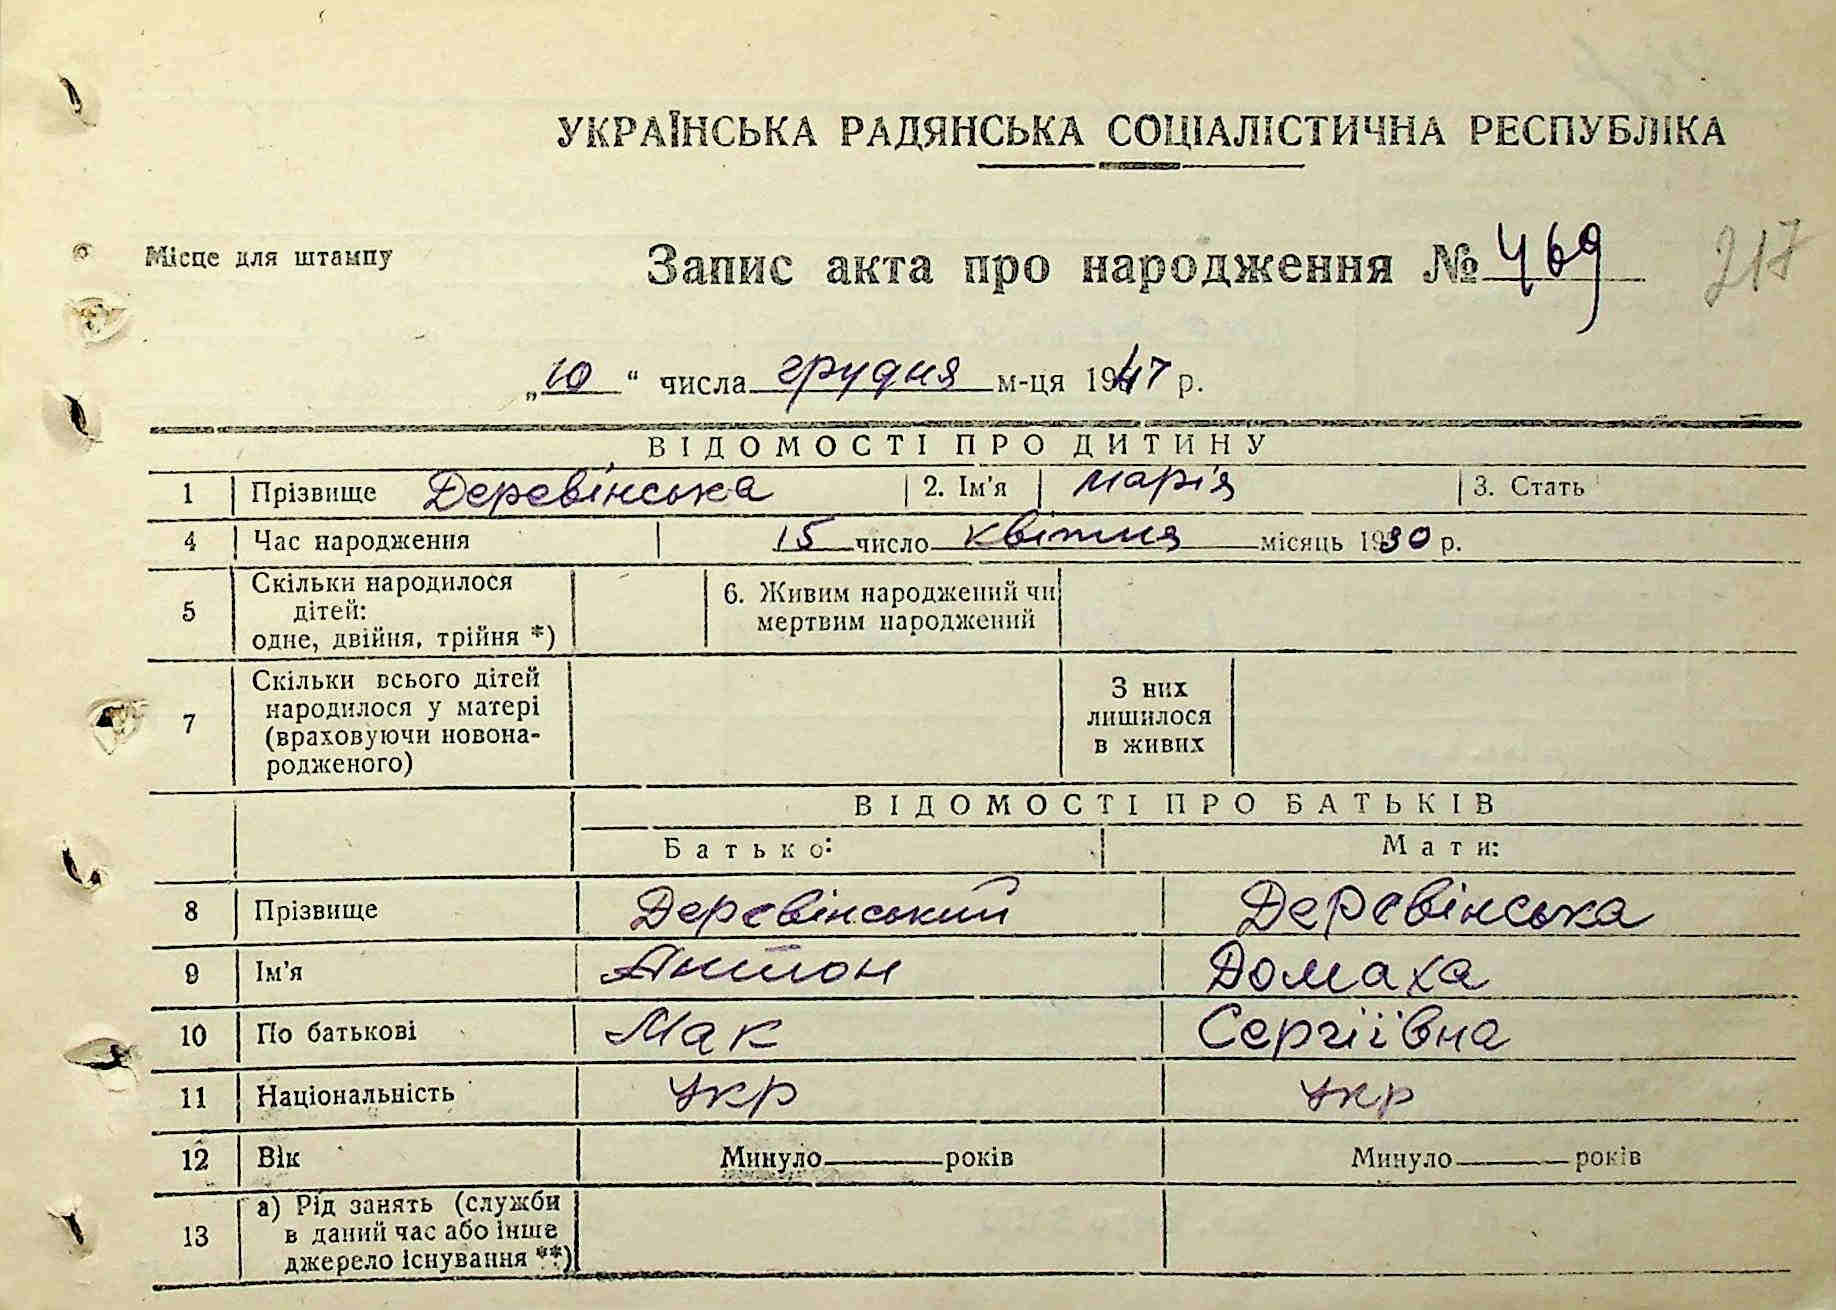 УКРАЇНСЬКА РАДЯНСЬКА СОЦІАЛІСТИЧНА РЕСПУБЛІКА
Місце для штампу
Запис акта про народження № 469 217
„10“ числа грудня м-ця 1947 р.
ВІДОМОСТІ ПРО ДИТИНУ
1 Прізвище Деревінська 2. Ім'я Марія 3. Стать
4 Час народження 15 число квітня місяць 1930 р.
5 Скільки народилося
дітей:
одне, двійня, трійня *)
6. Живим народжений чи
мертвим народжений
7 Скільки всього дітей
народилося у матері
(враховуючи новона-
родженого)
З них
лишилося
в живих
ВІДОМОСТІ ПРО БАТЬКІВ
Батько: Мати:
8 Прізвище Деревінський Деревінська
9 Ім'я Антон Домаха
10 По батькові Мак Сергіївна
11 Національність укр укр
12 Вік Минуло років Минуло років
13 а) Рід занять (служби
в даний час або інше
джерело існування **)